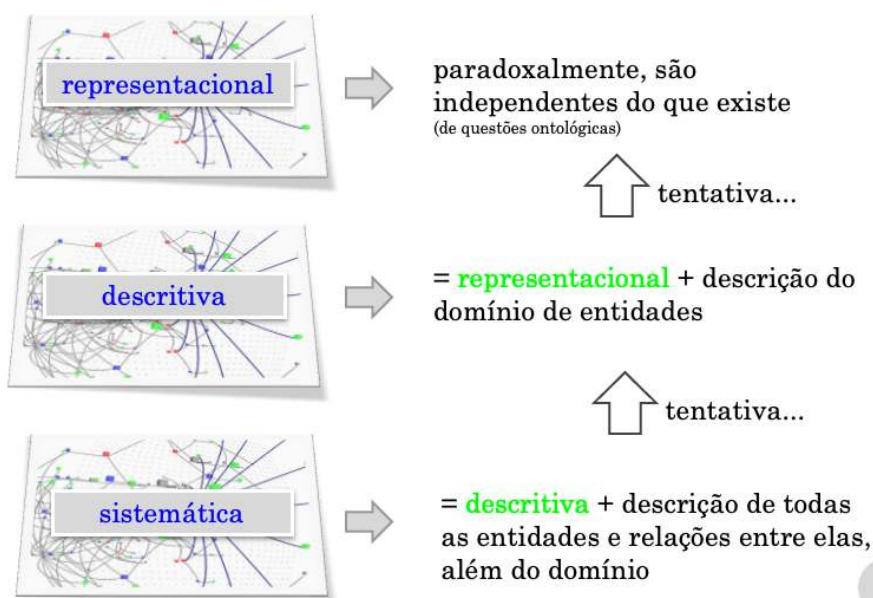 representacional
paradoxalmente, são
independentes do que existe
(de questões ontológicas)
tentativa...
descritiva
= representacional + descrição do
domínio de entidades
tentativa...
sistemática
= descritiva + descrição de todas
as entidades e relações entre elas,
além do domínio